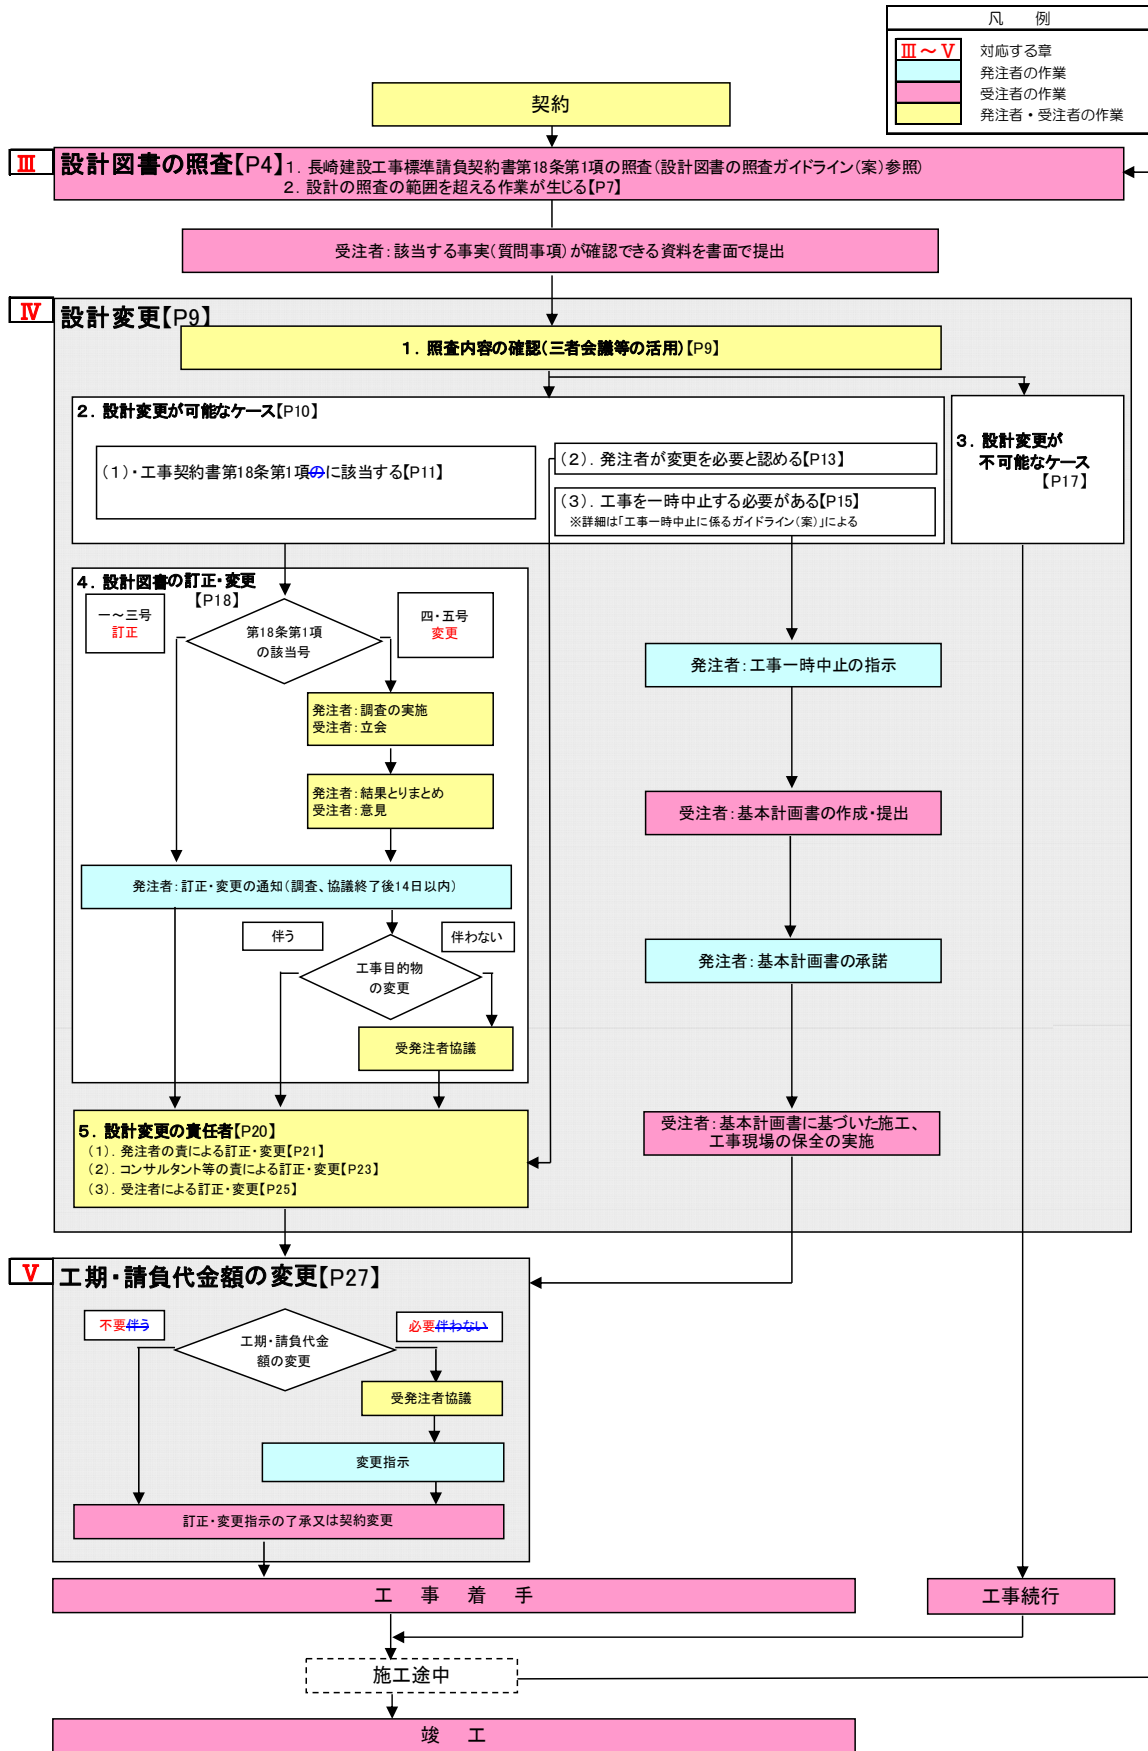 凡　例
Ⅲ～Ⅴ 対応する章
発注者の作業
受注者の作業
発注者・受注者の作業
契約
Ⅲ 設計図書の照査【P4】 1．長崎建設工事標準請負契約書第18条第1項の照査(設計図書の照査ガイドライン(案)参照)
2．設計の照査の範囲を超える作業が生じる【P7】
受注者：該当する事実(質問事項)が確認できる資料を書面で提出
Ⅳ 設計変更【P9】
1．照査内容の確認(三者会議等の活用)【P9】
2．設計変更が可能なケース【P10】
(1)・工事契約書第18条第1項のに該当する【P11】
(2)．発注者が変更を必要と認める【P13】
(3)．工事を一時中止する必要がある【P15】
※詳細は「工事一時中止に係るガイドライン(案)」による
3．設計変更が
不可能なケース
【P17】
4．設計図書の訂正・変更
【P18】
一～三号
訂正
第18条第1項
の該当号
四・五号
変更
発注者：調査の実施
受注者：立会
発注者：結果とりまとめ
受注者：意見
発注者：訂正・変更の通知(調査、協議終了後14日以内)
伴う
伴わない
工事目的物
の変更
受発注者協議
発注者：工事一時中止の指示
受注者：基本計画書の作成・提出
発注者：基本計画書の承諾
受注者：基本計画書に基づいた施工、
工事現場の保全の実施
5．設計変更の責任者【P20】
(1)．発注者の責による訂正・変更【P21】
(2)．コンサルタント等の責による訂正・変更【P23】
(3)．受注者による訂正・変更【P25】
Ⅴ 工期・請負代金額の変更【P27】
不要伴う
必要伴わない
工期・請負代金
額の変更
受発注者協議
変更指示
訂正・変更指示の了承又は契約変更
工　事　着　手
工事続行
施工途中
竣　工